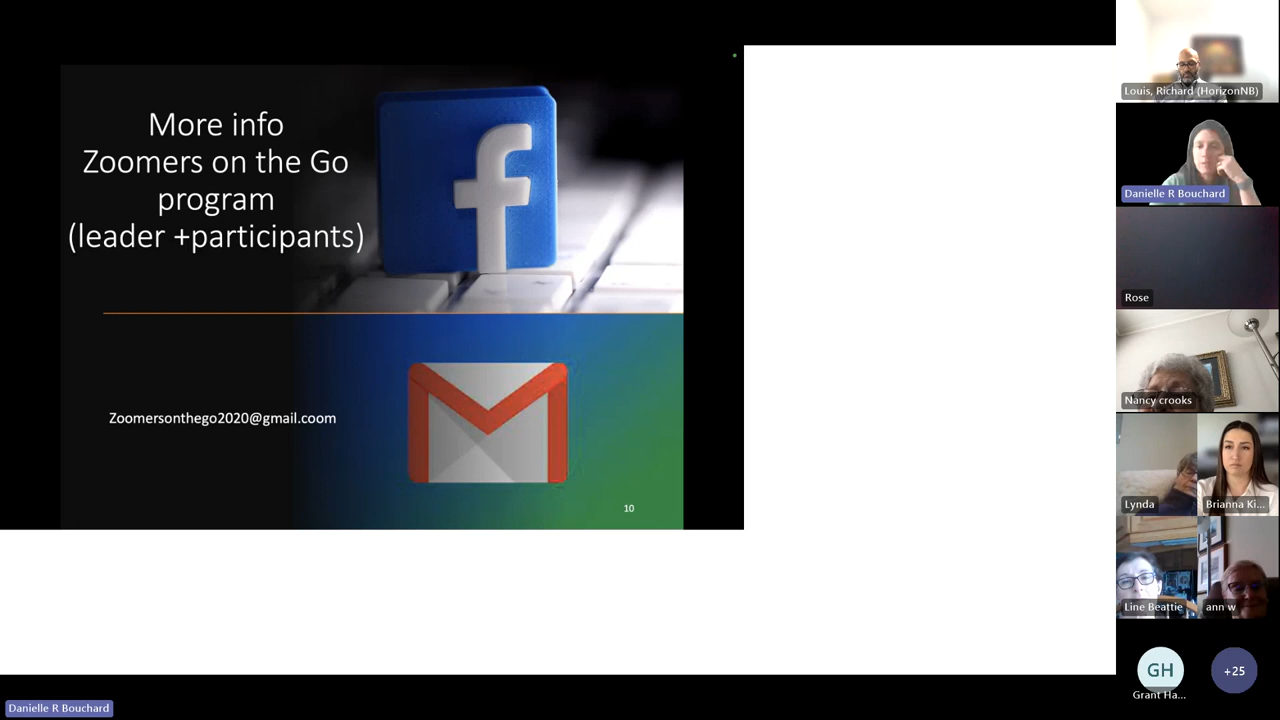 More info
Zoomers on the Go
program
(leader +participants)
Zoomersonthego2020@gmail.coom
10
Louis, Richard (HorizonNB)
Danielle R Bouchard
Rose
Nancy crooks
Lynda
Brianna Ki...
Line Beattie
ann w
GH
+25
Grant Ha...
Danielle R Bouchard